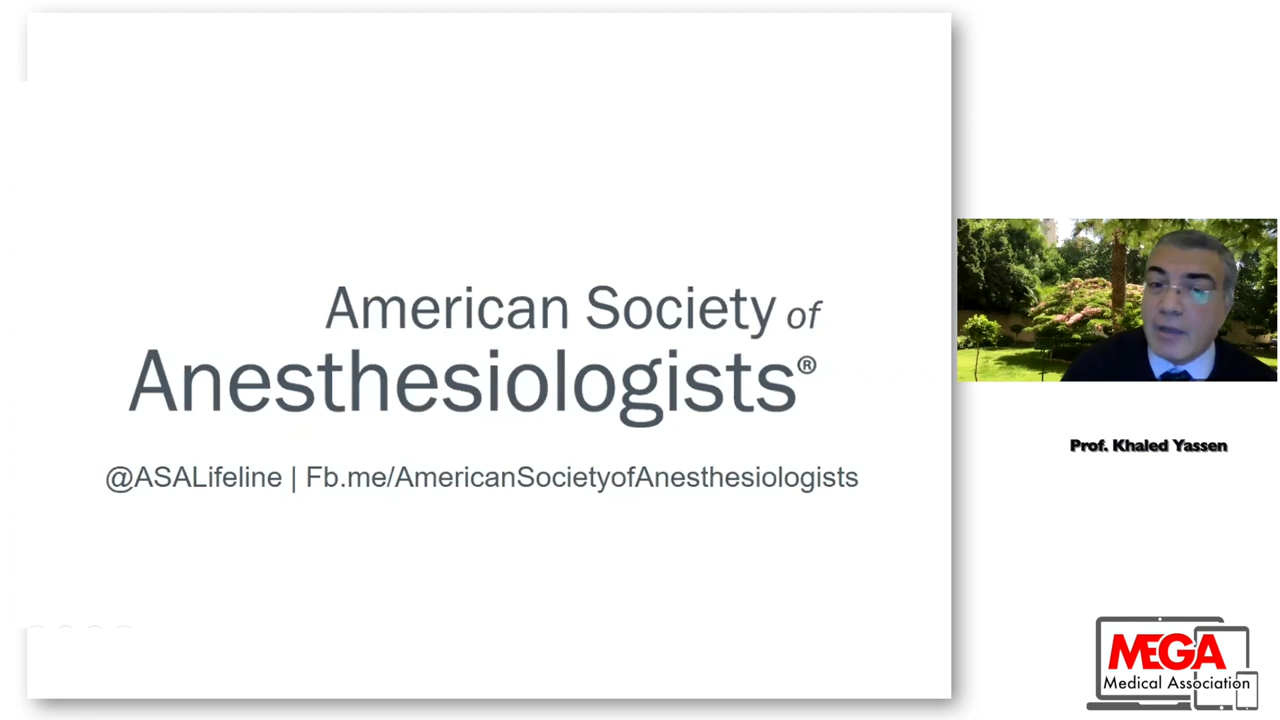 American Society of
Anesthesiologists®
@ASALifeline | Fb.me/AmericanSocietyofAnesthesiologists
Prof. Khaled Yassen
MEGA
Medical Association